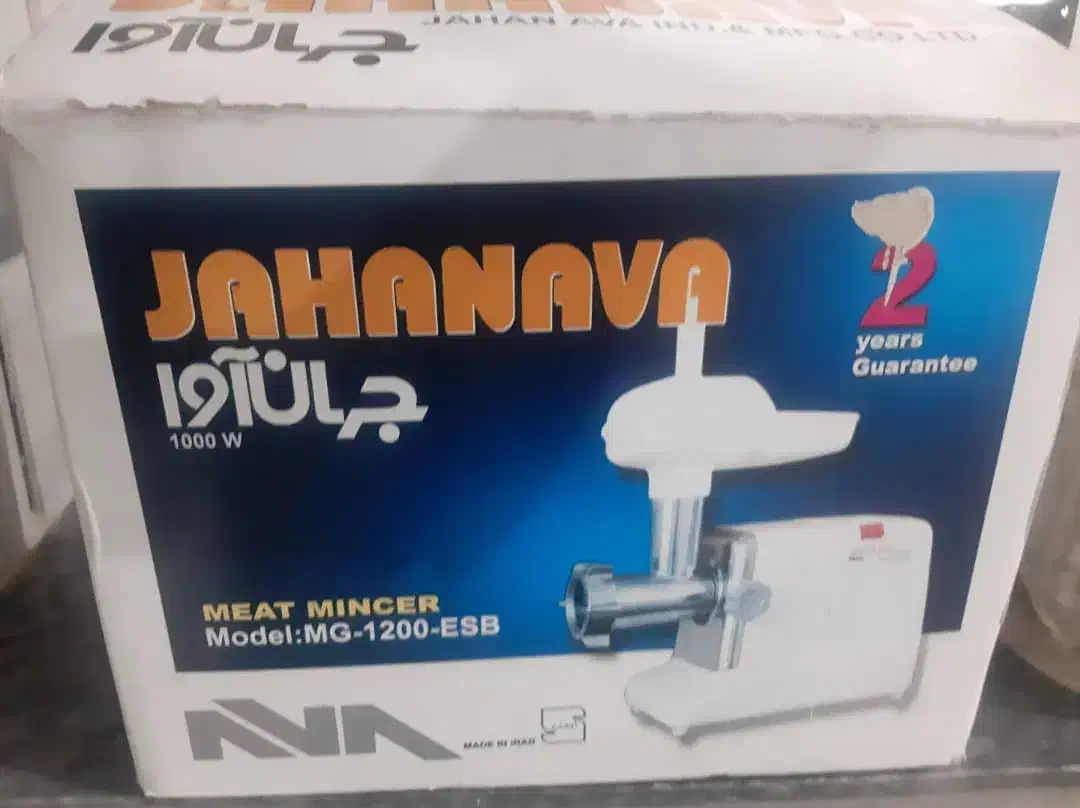 JAHANAVA
جهان‌آوا
JAHAN AVA IND.& MFG.CO.LTD.
JAHANAVA
جهان‌آوا
1000 W
2
years
Guarantee
MEAT MINCER
Model:MG-1200-ESB
AVA
MADE IN IRAN